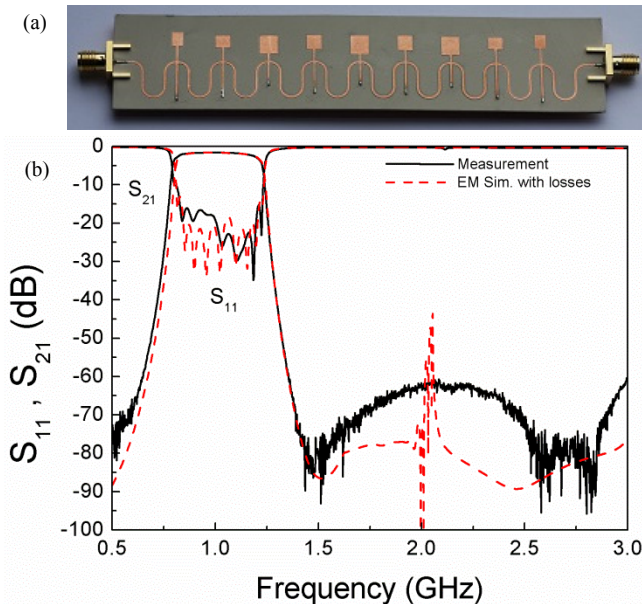 (a)
(b)
0
-10
-20
-30
-40
-50
-60
-70
-80
-90
-100
S11 , S21 (dB)
S21
S11
Measurement
EM Sim. with losses
0.5 1.0 1.5 2.0 2.5 3.0
Frequency (GHz)